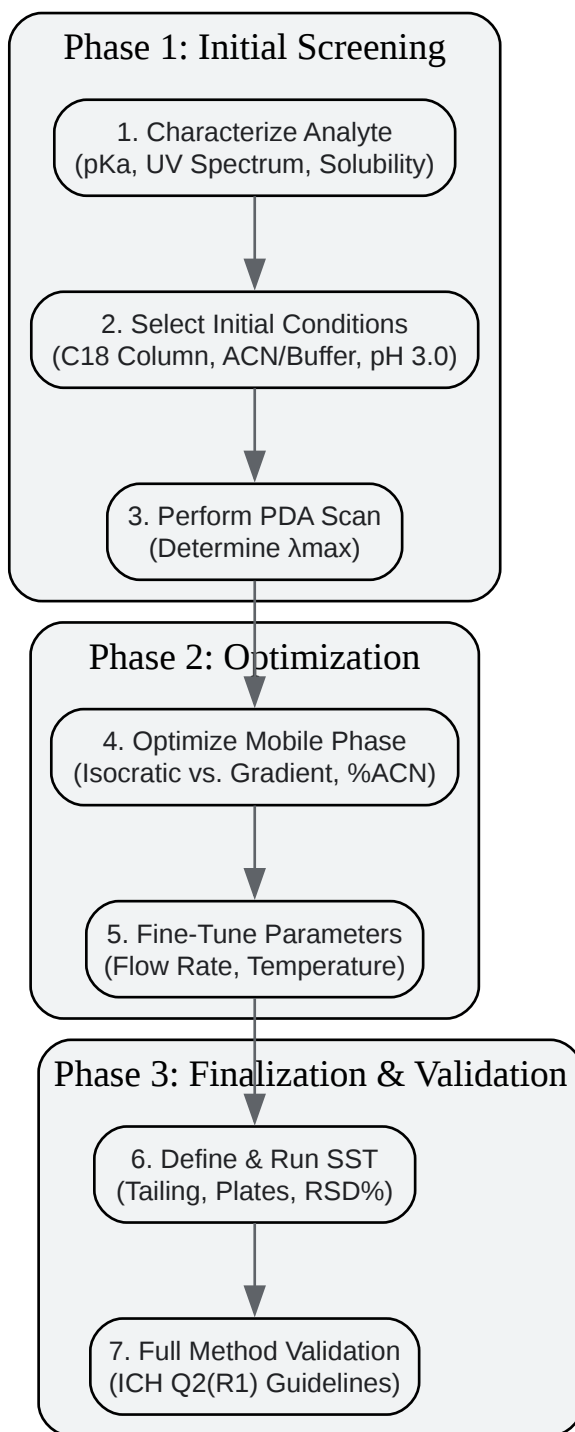 Phase 1: Initial Screening
1. Characterize Analyte
(pKa, UV Spectrum, Solubility)
2. Select Initial Conditions
(C18 Column, ACN/Buffer, pH 3.0)
3. Perform PDA Scan
(Determine λmax)
Phase 2: Optimization
4. Optimize Mobile Phase
(Isocratic vs. Gradient, %ACN)
5. Fine-Tune Parameters
(Flow Rate, Temperature)
Phase 3: Finalization & Validation
6. Define & Run SST
(Tailing, Plates, RSD%)
7. Full Method Validation
(ICH Q2(R1) Guidelines)